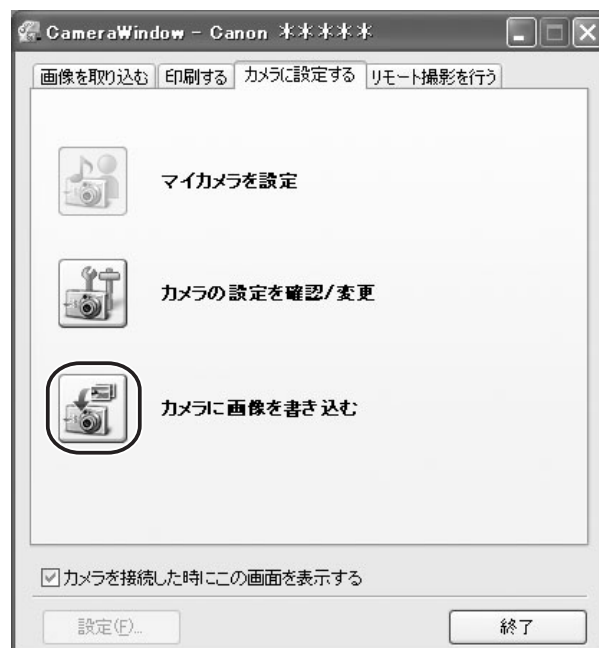 CameraWindow - Canon ＊＊＊＊＊
画像を取り込む 印刷する カメラに設定する リモート撮影を行う
マイカメラを設定
カメラの設定を確認/変更
カメラに画像を書き込む
カメラを接続した時にこの画面を表示する
設定(F)... 終了